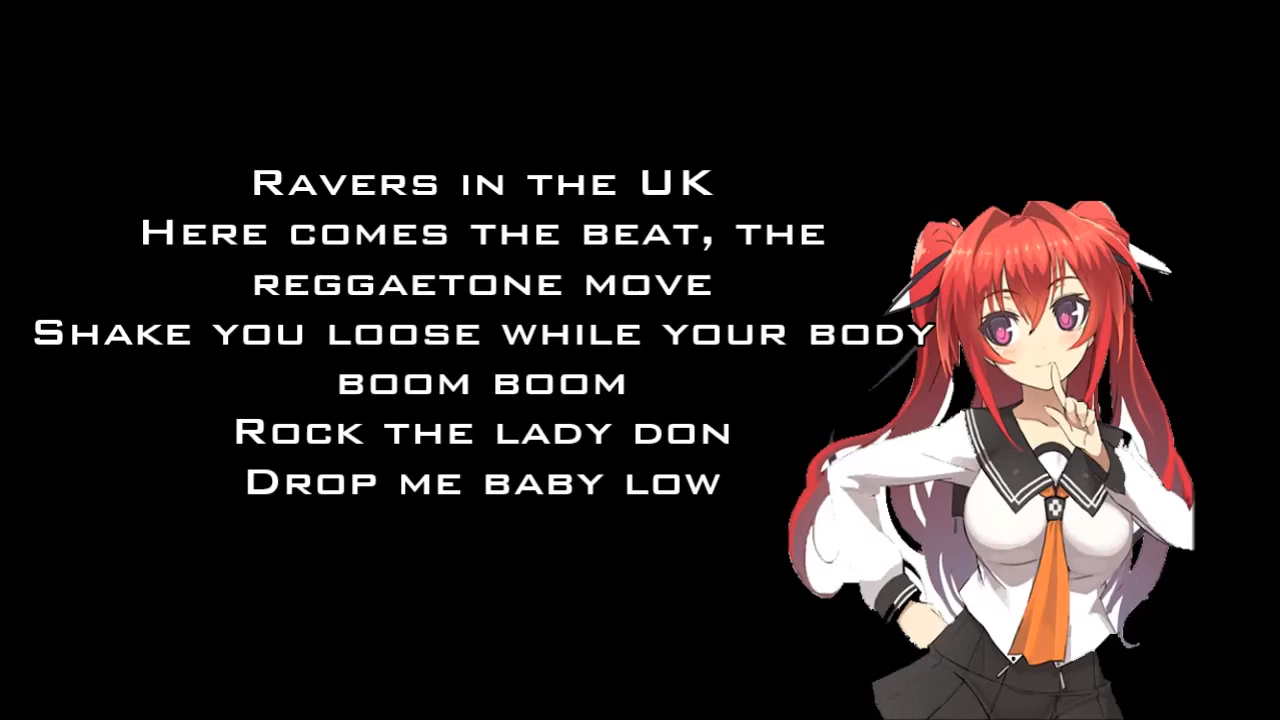 Ravers in the UK
Here comes the beat, the
reggaetone move
Shake you loose while your body
boom boom
Rock the lady don
Drop me baby low